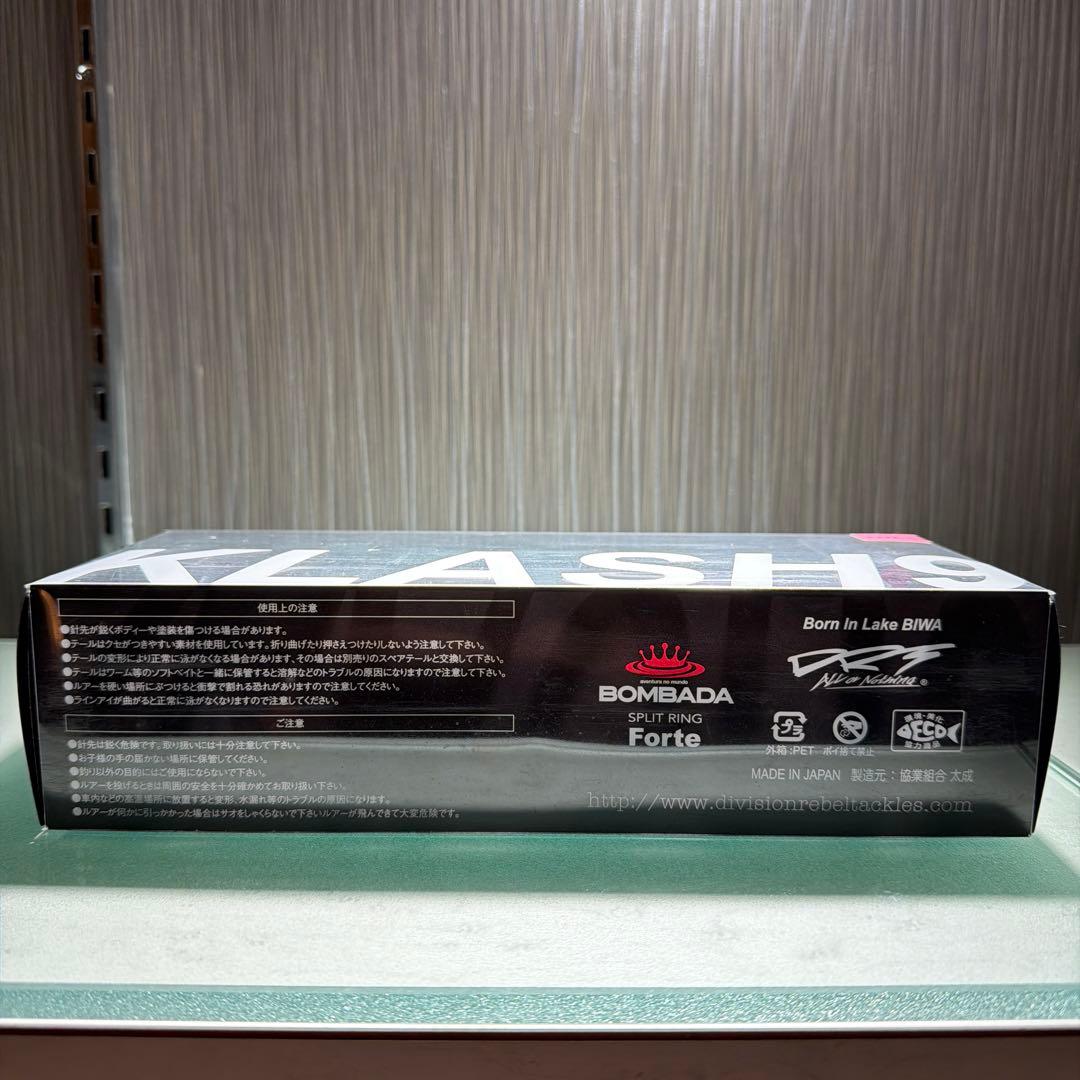 KLASH9
使用上の注意
●針先が鋭くボディーや塗装を傷つける場合があります。
●テールはクセがつきやすい素材を使用しています。折り曲げたり押さえつけたりしないよう注意して下さい。
●テールの変形により正常に泳がなくなる場合があります、その場合は別売りのスペアテールと交換して下さい。
●テールはワーム等のソフトベイトと一緒に保管すると溶解などのトラブルの原因になりますので注意して下さい。
●ルアーを硬い場所にぶつけると衝撃で割れる恐れがありますので注意してください。
●ラインアイが曲がると正常に泳がなくなりますので注意してください。
ご注意
●針先は鋭く危険です。取り扱いには十分注意して下さい。
●お子様の手の届かない場所に保管してください。
●釣り以外の目的にはご使用にならないで下さい。
●ルアーを投げるときは周囲の安全を十分確かめてお取り扱い下さい。
●車内などの高温場所に放置すると変形、水漏れ等のトラブルの原因になります。
●ルアーが何かに引っかかった場合はサオをしゃくらないで下さいルアーが飛んできて大変危険です。
aventura no mundo
BOMBADA
SPLIT RING
Forte
Born In Lake BIWA
DRT
All or Nothing®
プラ
外箱:PET
ポイ捨て禁止
環境・美化
ECO
協力商品
MADE IN JAPAN 製造元：協業組合 太成
http://www.divisionrebeltackles.com